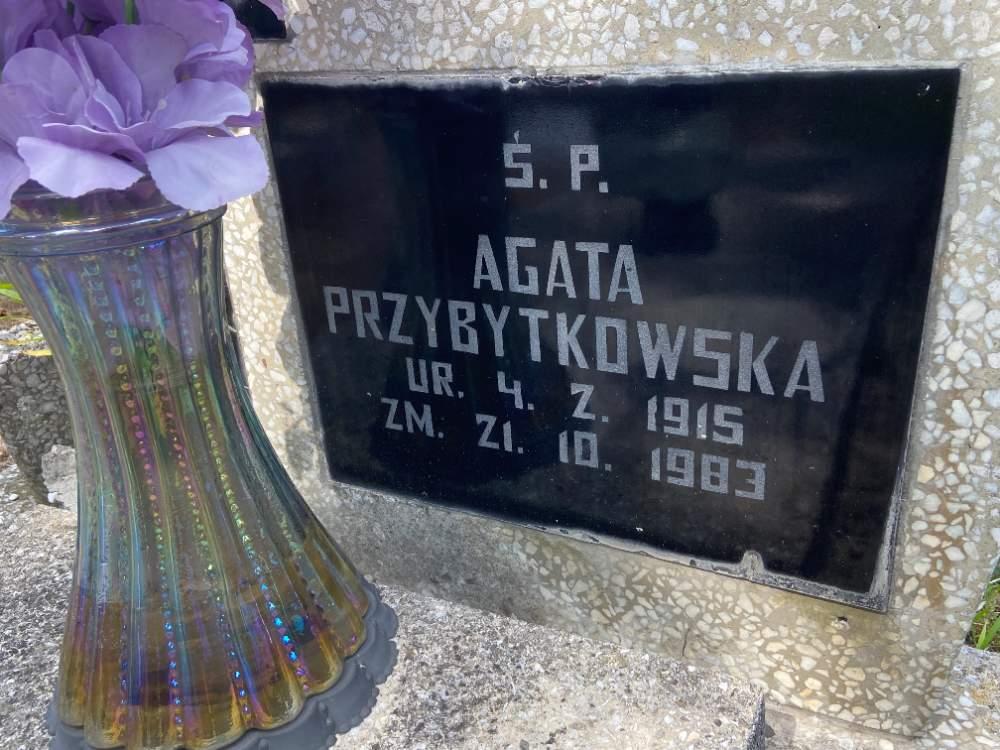 Ś. P.
AGATA
PRZYBYTKOWSKA
UR. 4. 2. 1915
ZM. 21. 10. 1983